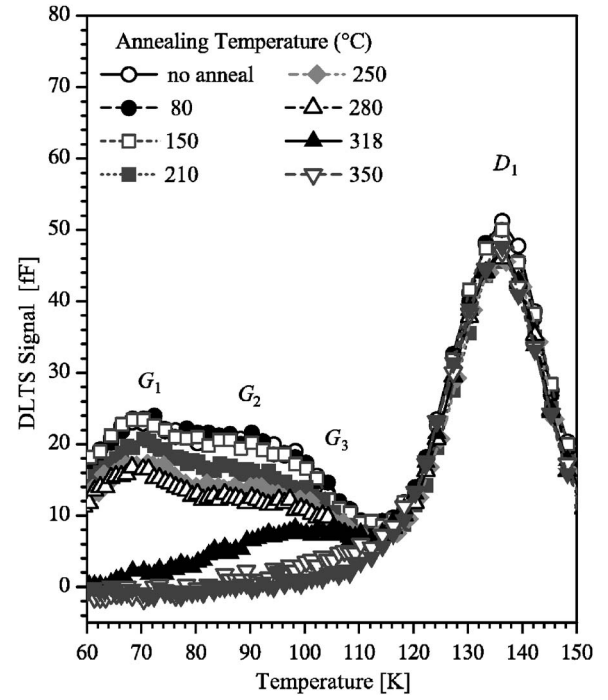 80
70
60
50
40
30
20
10
0
DLTS Signal [fF]
Annealing Temperature (°C)
no anneal
250
80
280
150
318
210
350
D1
G1
G2
G3
60 70 80 90 100 110 120 130 140 150
Temperature [K]